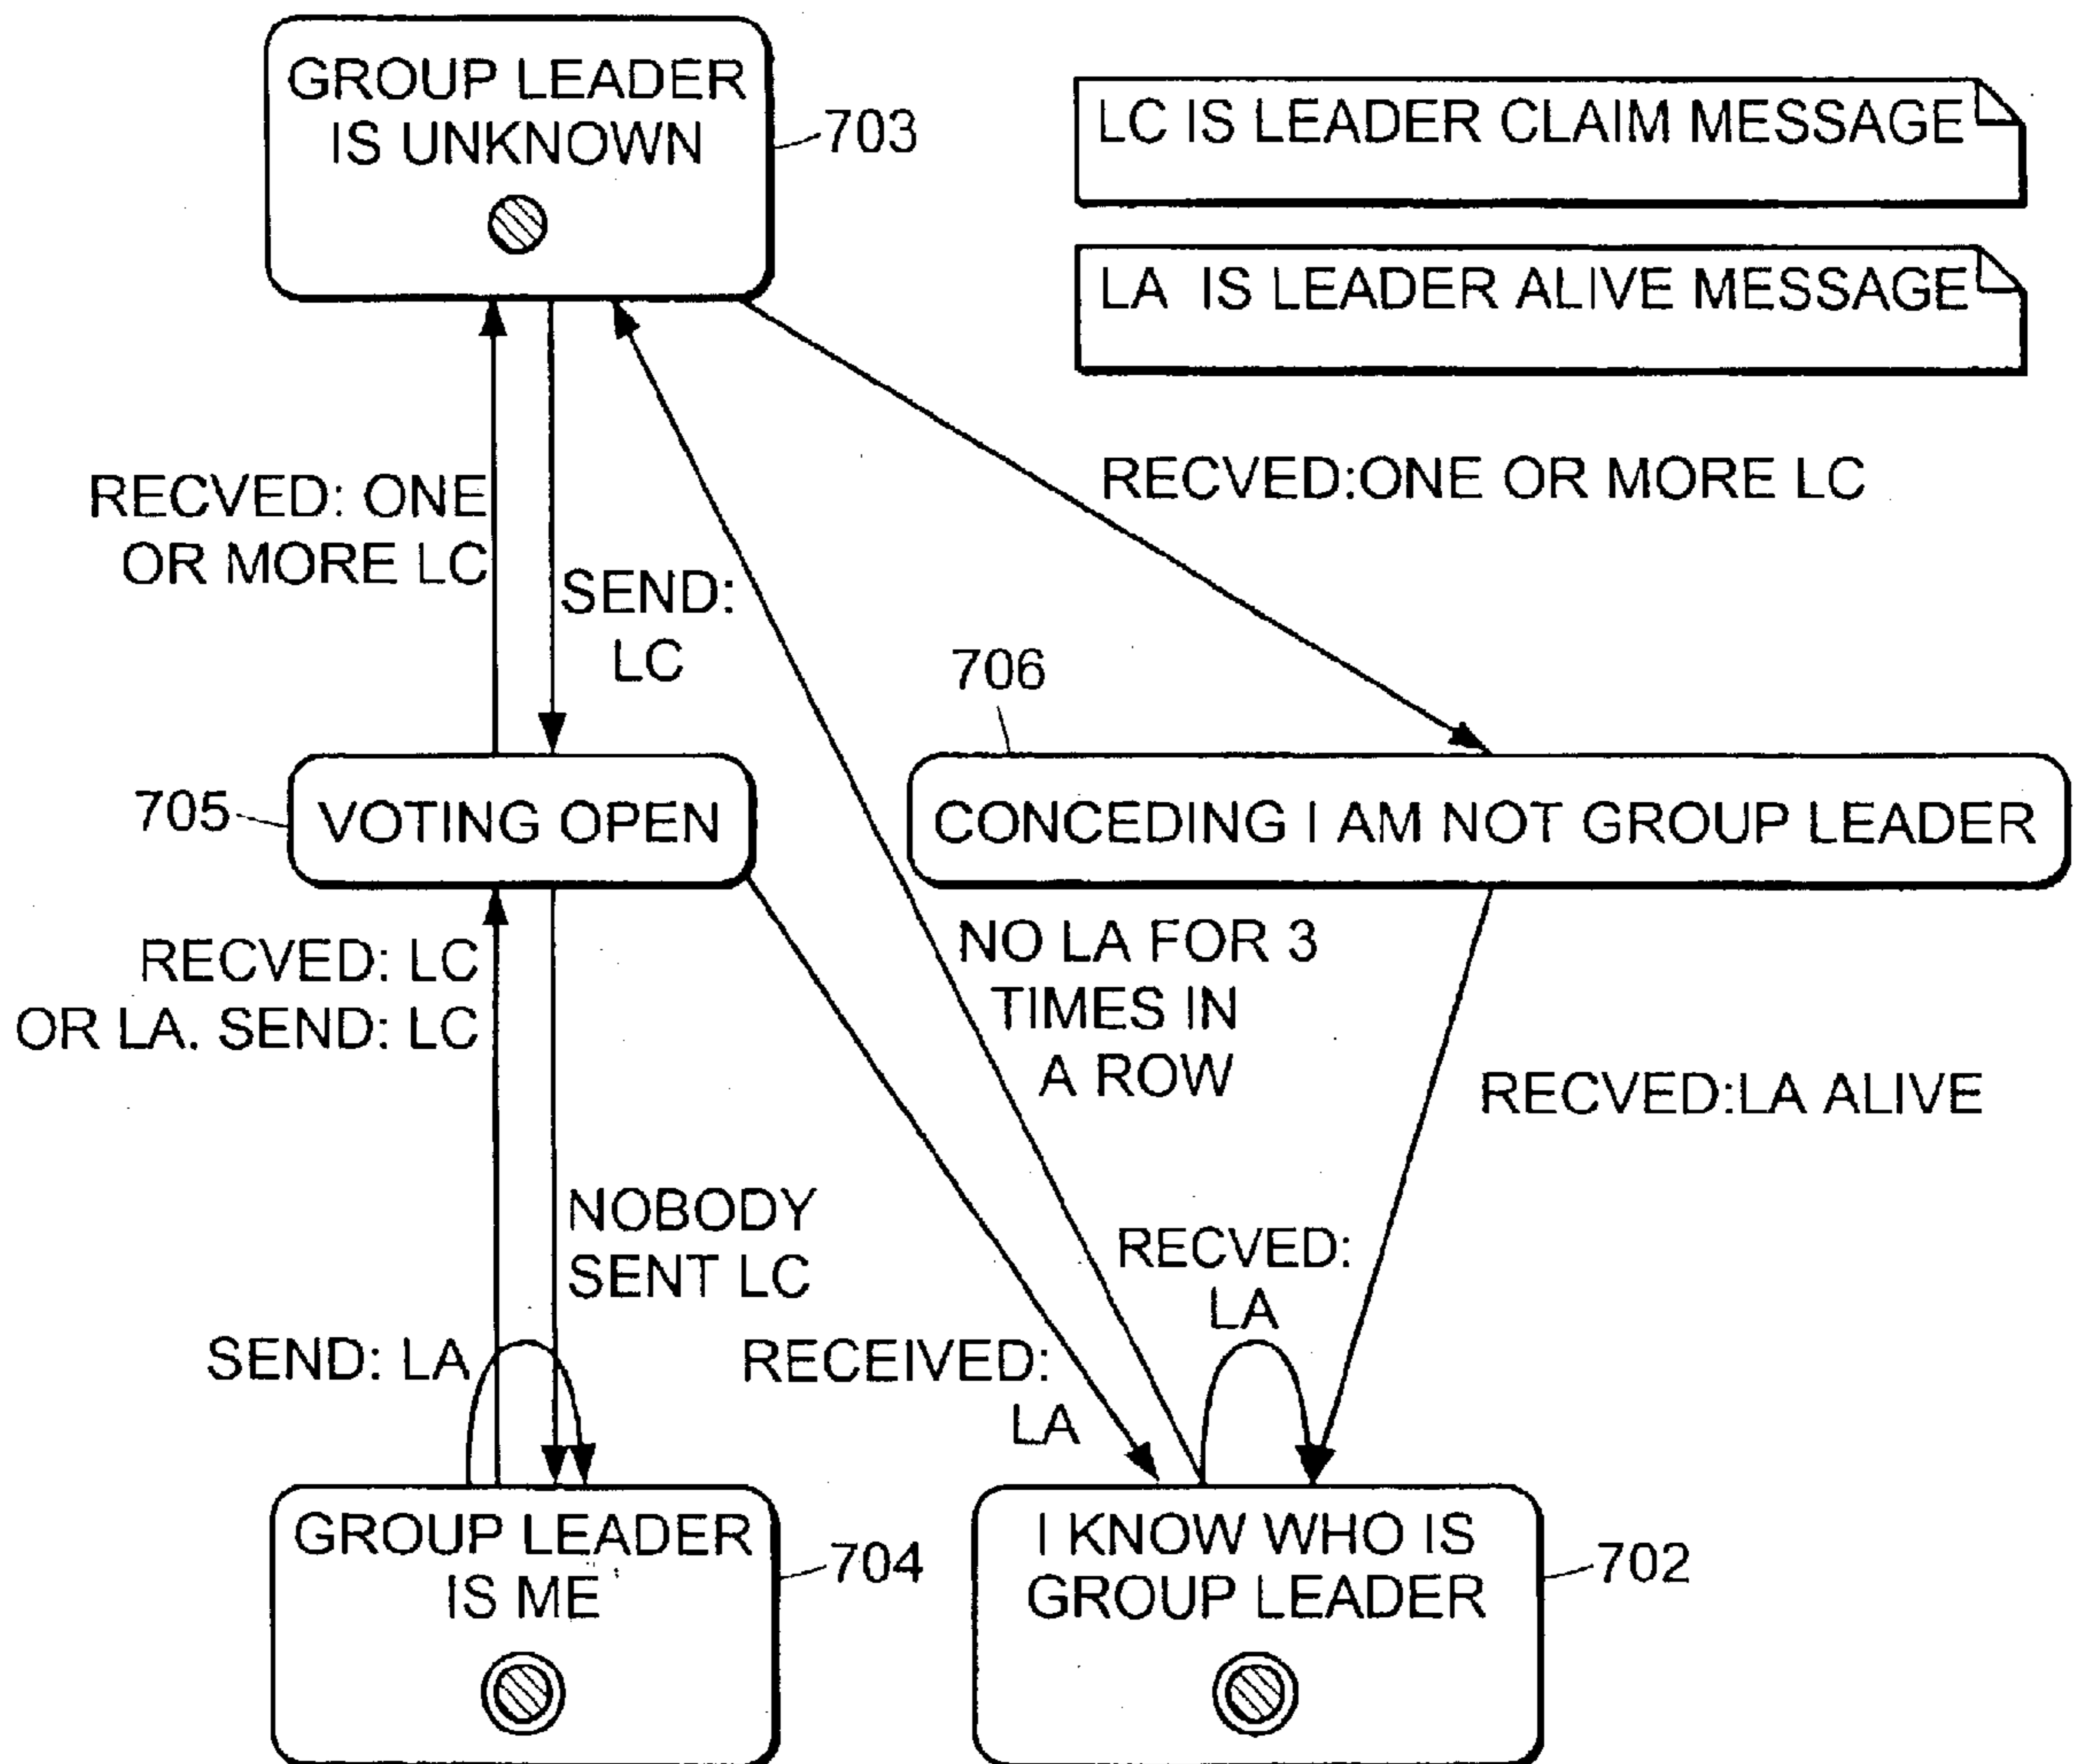 GROUP LEADER
IS UNKNOWN
703
LC IS LEADER CLAIM MESSAGE
LA IS LEADER ALIVE MESSAGE
RECVED: ONE
OR MORE LC
SEND:
LC
RECVED:ONE OR MORE LC
706
705
VOTING OPEN
CONCEDING I AM NOT GROUP LEADER
RECVED: LC
OR LA. SEND: LC
NO LA FOR 3
TIMES IN
A ROW
RECVED:LA ALIVE
NOBODY
SENT LC
RECVED:
LA
SEND: LA
RECEIVED:
LA
GROUP LEADER
IS ME
704
I KNOW WHO IS
GROUP LEADER
702